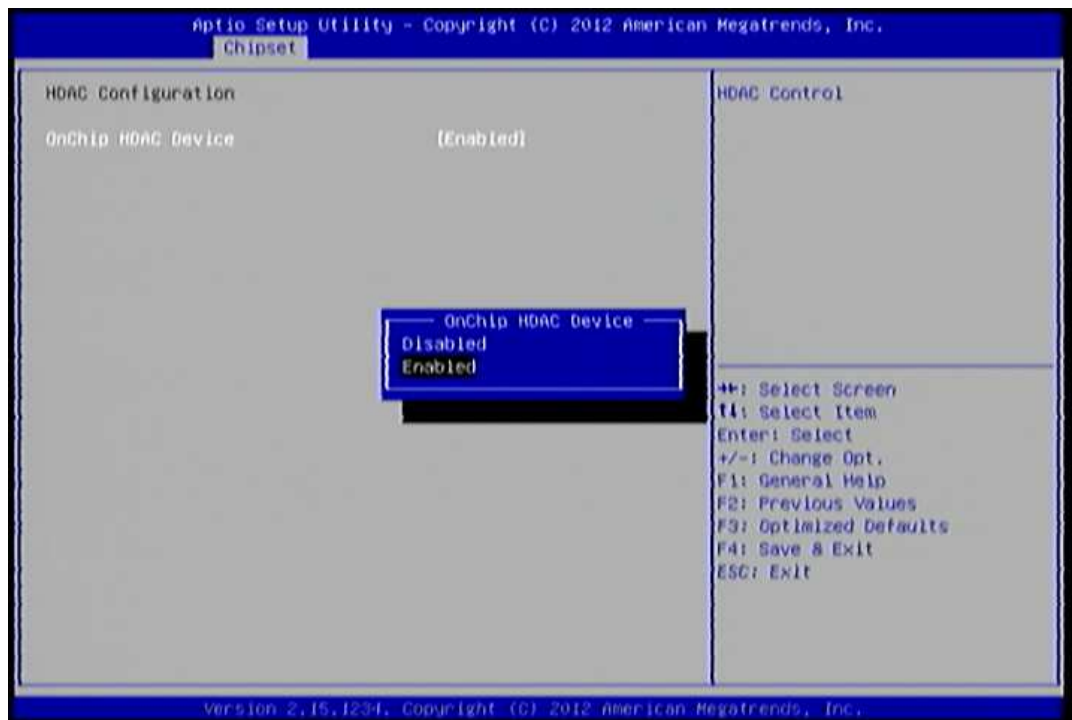 Aptio Setup Utility - Copyright (C) 2012 American Megatrends, Inc.
Chipset
HDAC Configuration
OnChip HDAC Device [Enabled]
HDAC Control
OnChip HDAC Device
Disabled
Enabled
→←: Select Screen
↑↓: Select Item
Enter: Select
+/-: Change Opt.
F1: General Help
F2: Previous Values
F3: Optimized Defaults
F4: Save & Exit
ESC: Exit
Version 2.15.1234. Copyright (C) 2012 American Megatrends, Inc.